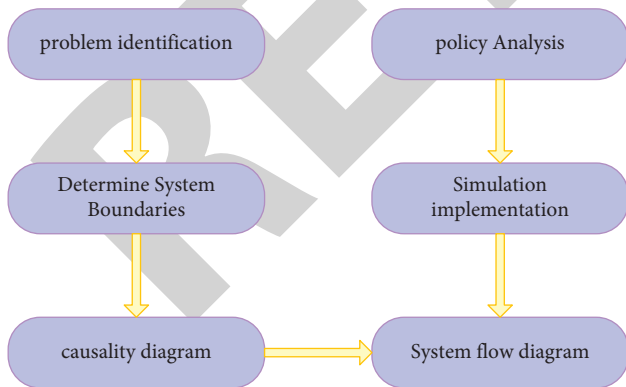 problem identification
policy Analysis
Determine System
Boundaries
Simulation
implementation
causality diagram
System flow diagram